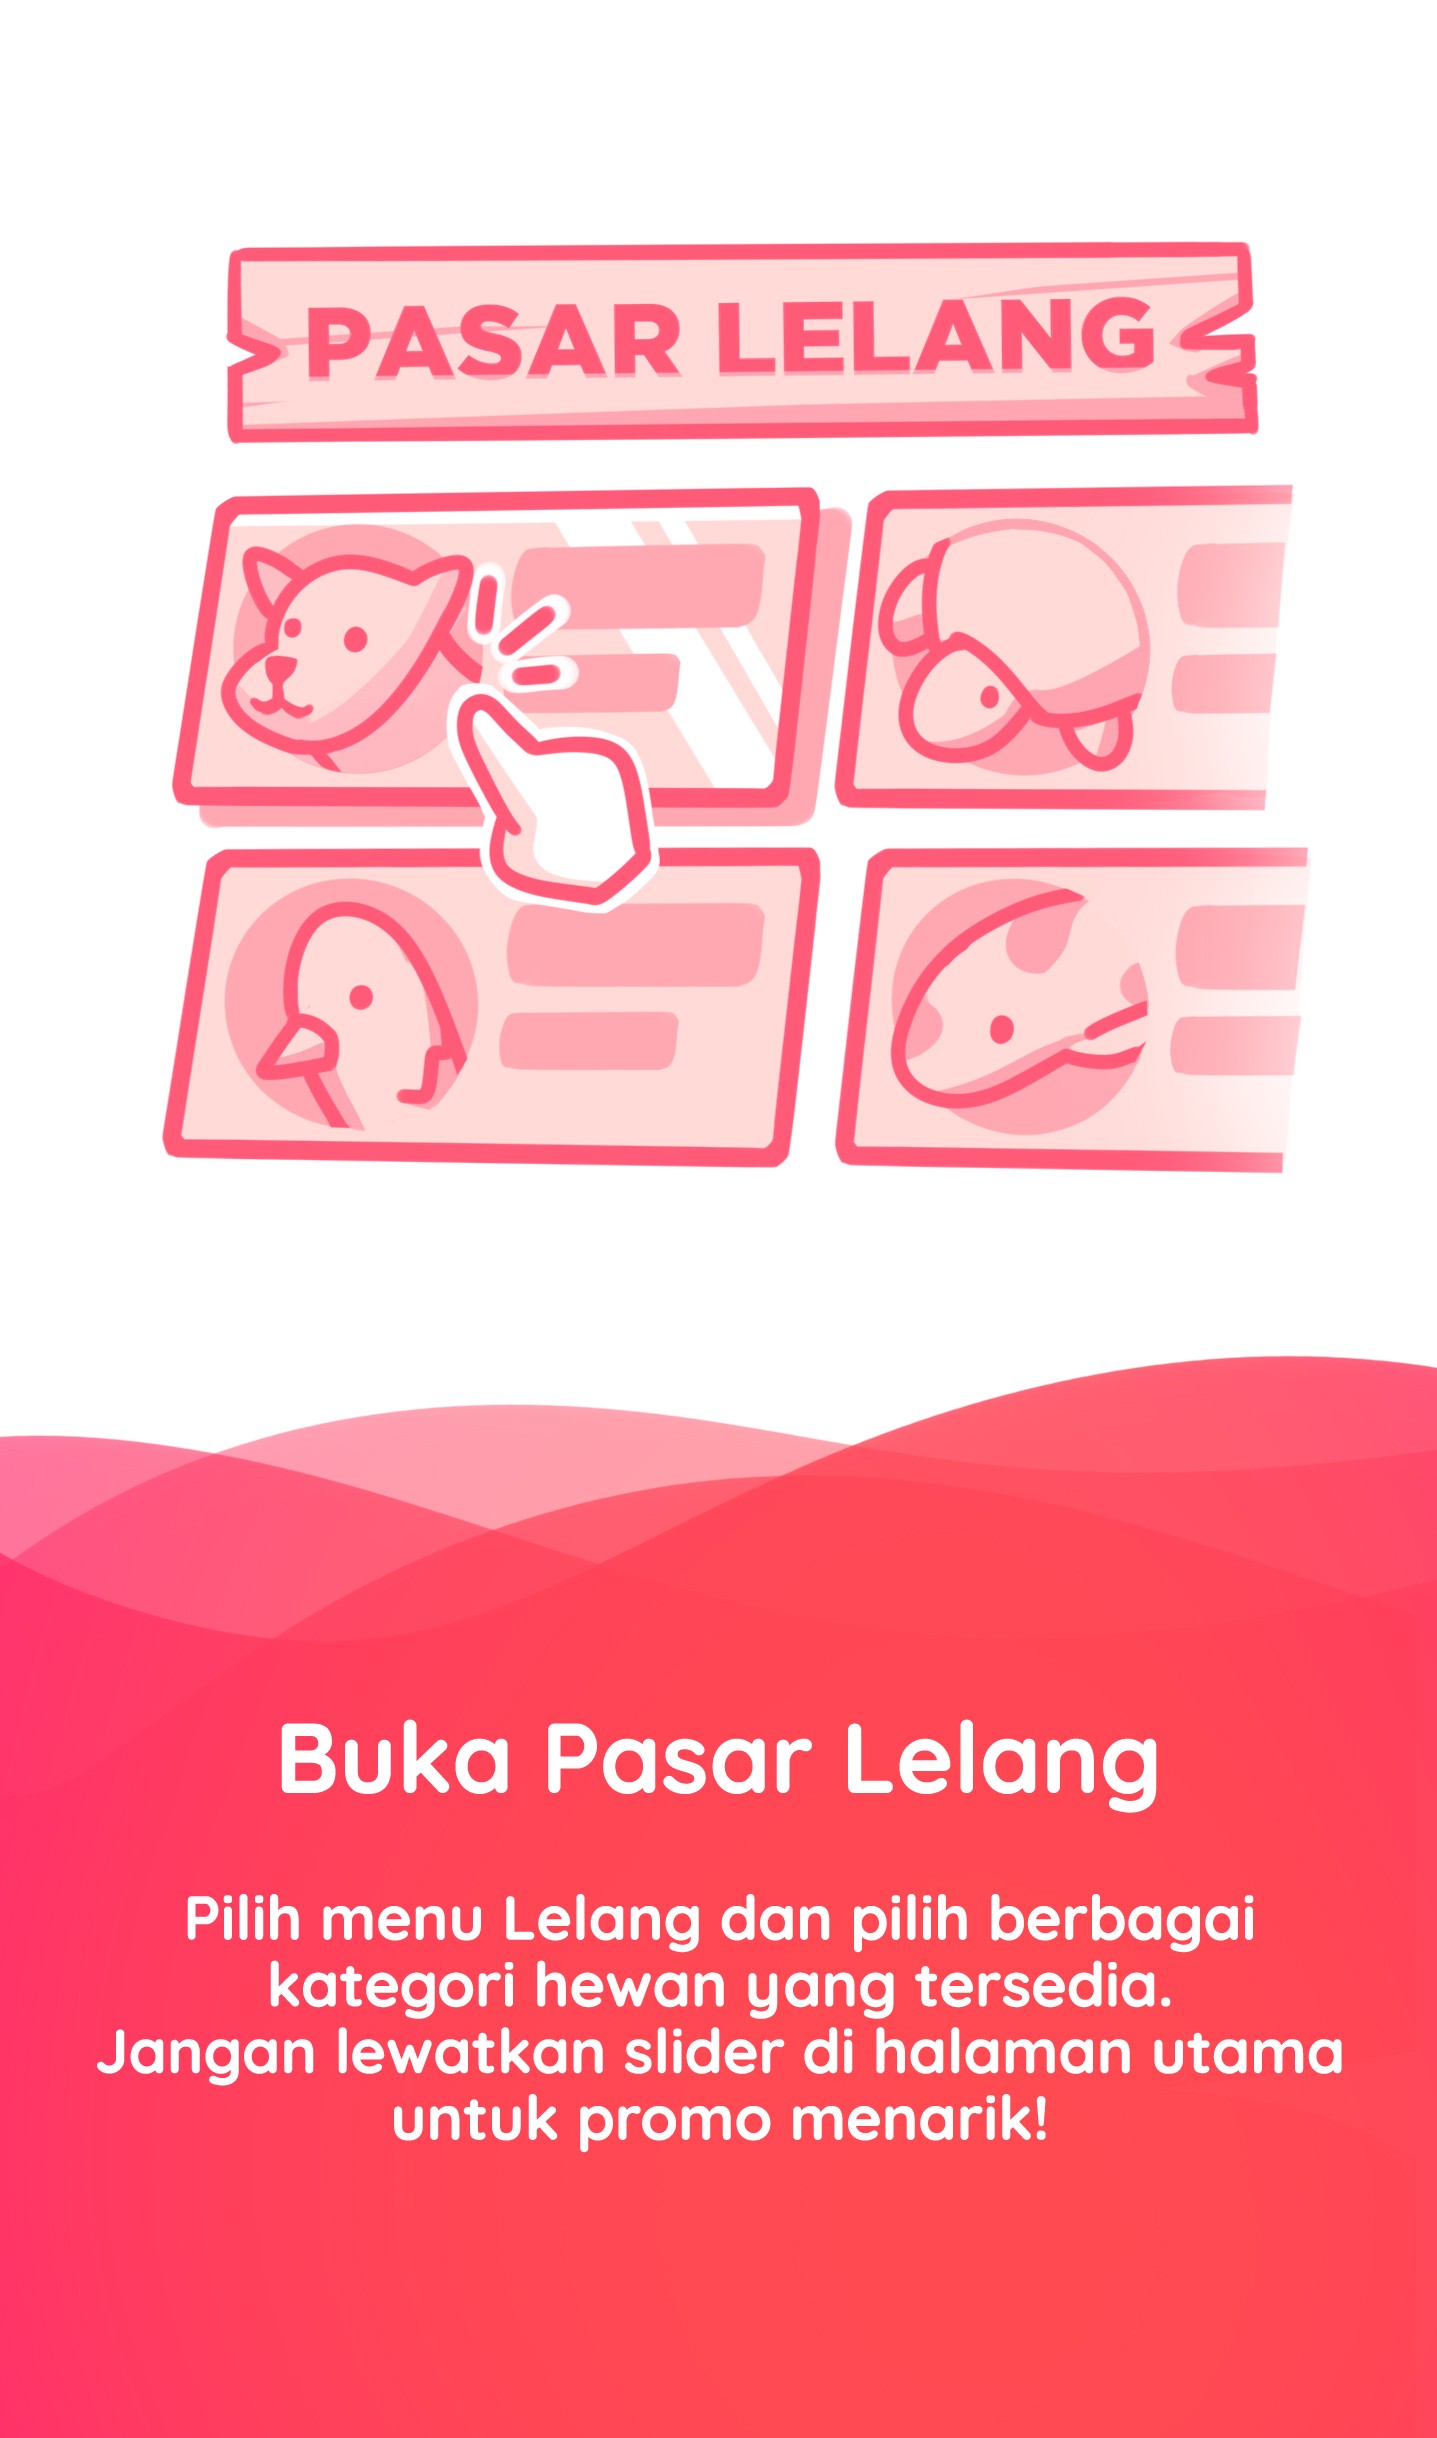 PASAR LELANG
Buka Pasar Lelang
Pilih menu Lelang dan pilih berbagai
kategori hewan yang tersedia.
Jangan lewatkan slider di halaman utama
untuk promo menarik!